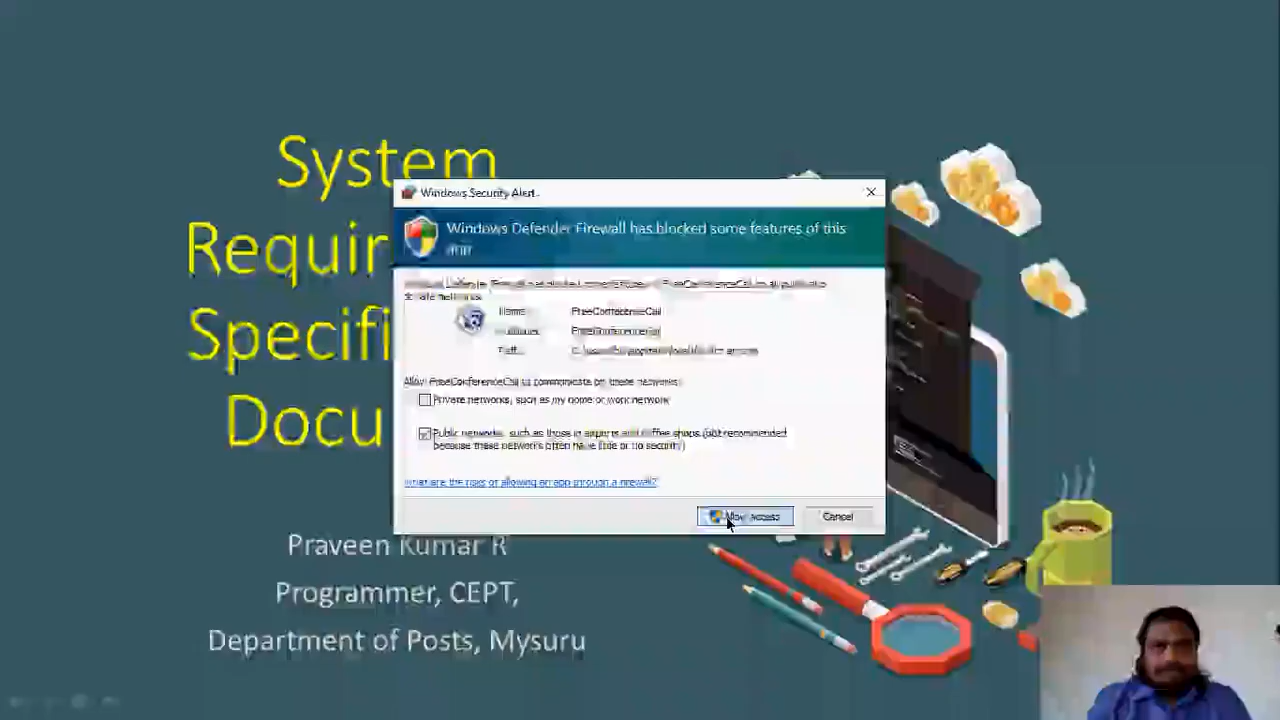 System
Requir
Specifi
Docu
Windows Security Alert
Windows Defender Firewall has blocked some features of this
app
FreeConferenceCall
private networks.
Name: FreeConferenceCall
Publisher: FreeConferenceCall
Path:
Allow FreeConferenceCall to communicate on these networks:
Private networks, such as my home or work network
Public networks, such as those in airports and coffee shops (not recommended
because these networks often have little or no security)
What are the risks of allowing an app through a firewall?
Allow access
Cancel
Praveen Kumar R
Programmer, CEPT,
Department of Posts, Mysuru